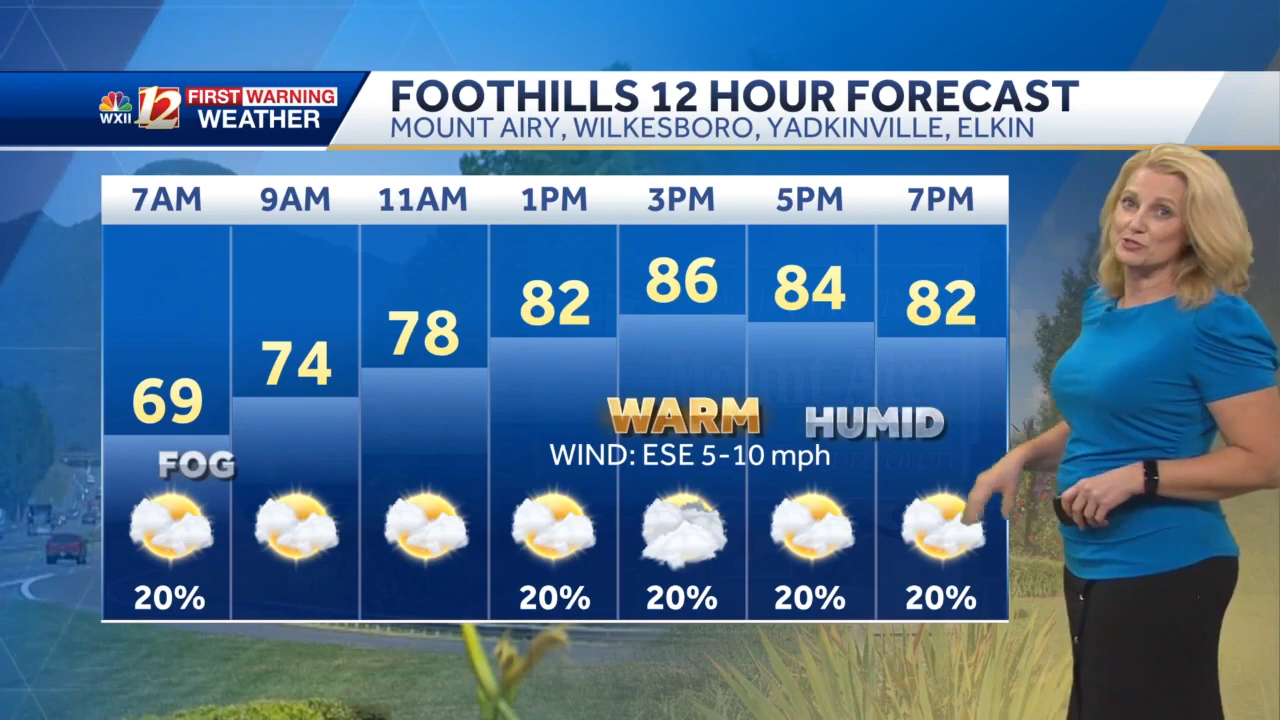 WXII 12 FIRST WARNING
WEATHER
FOOTHILLS 12 HOUR FORECAST
MOUNT AIRY, WILKESBORO, YADKINVILLE, ELKIN
7AM 9AM 11AM 1PM 3PM 5PM 7PM
69 74 78 82 86 84 82
FOG WARM HUMID
WIND: ESE 5-10 mph
20% 20% 20% 20% 20%